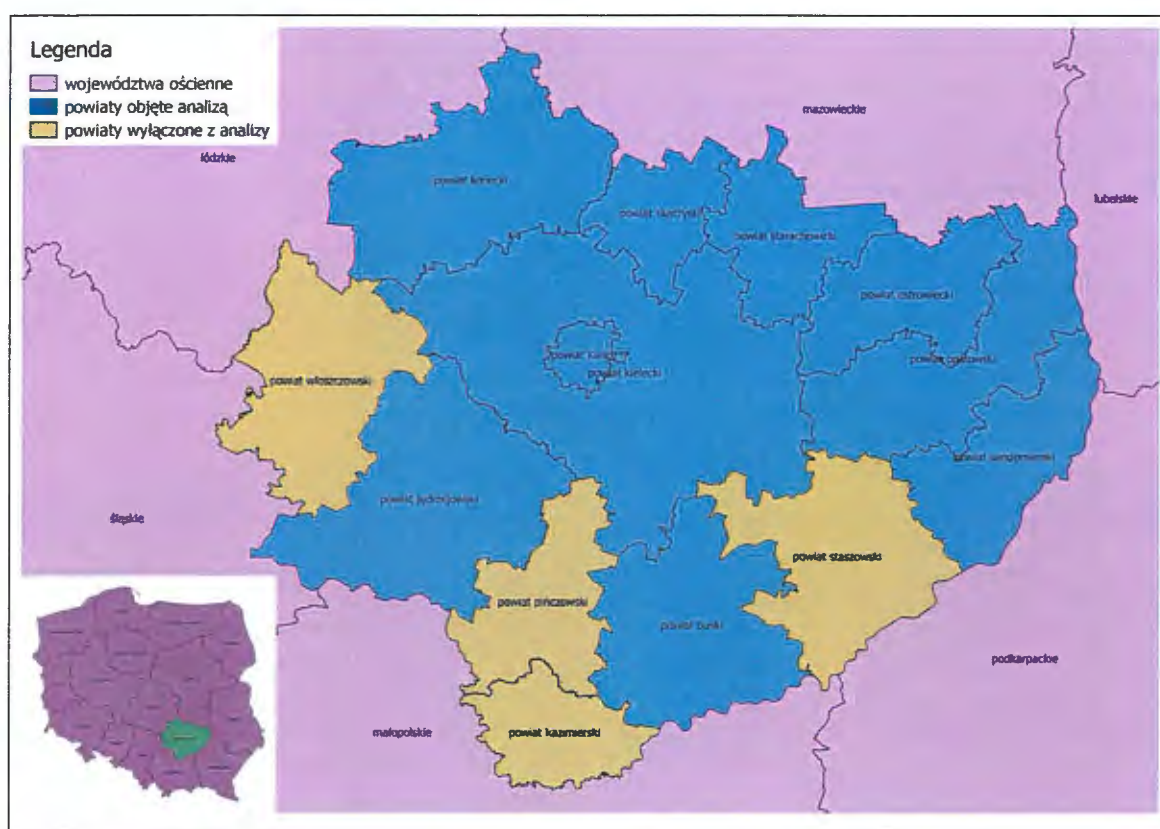 Legenda
województwa ościenne
powiaty objęte analizą
powiaty wyłączone z analizy
łódzkie
mazowieckie
lubelskie
powiat konecki
powiat skarżyski
powiat starachowicki
powiat ostrowiecki
powiat opatowski
powiat kielecki
powiat włoszczowski
powiat sandomierski
powiat jędrzejowski
śląskie
powiat staszowski
powiat pińczowski
powiat buski
podkarpackie
małopolskie
powiat kazimierski